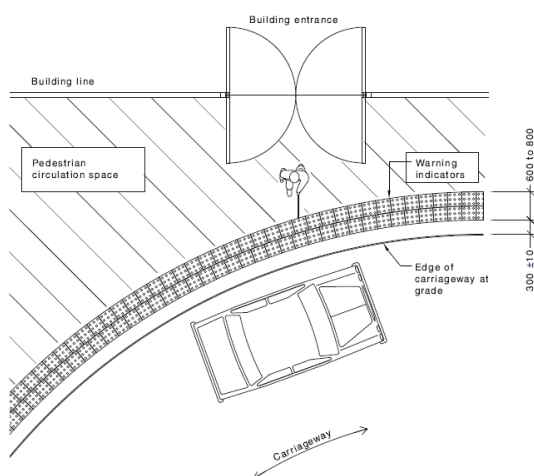 Building entrance
Building line
Pedestrian
circulation space
Warning
indicators
600 to 800
300 ±10
Edge of
carriageway at
grade
Carriageway